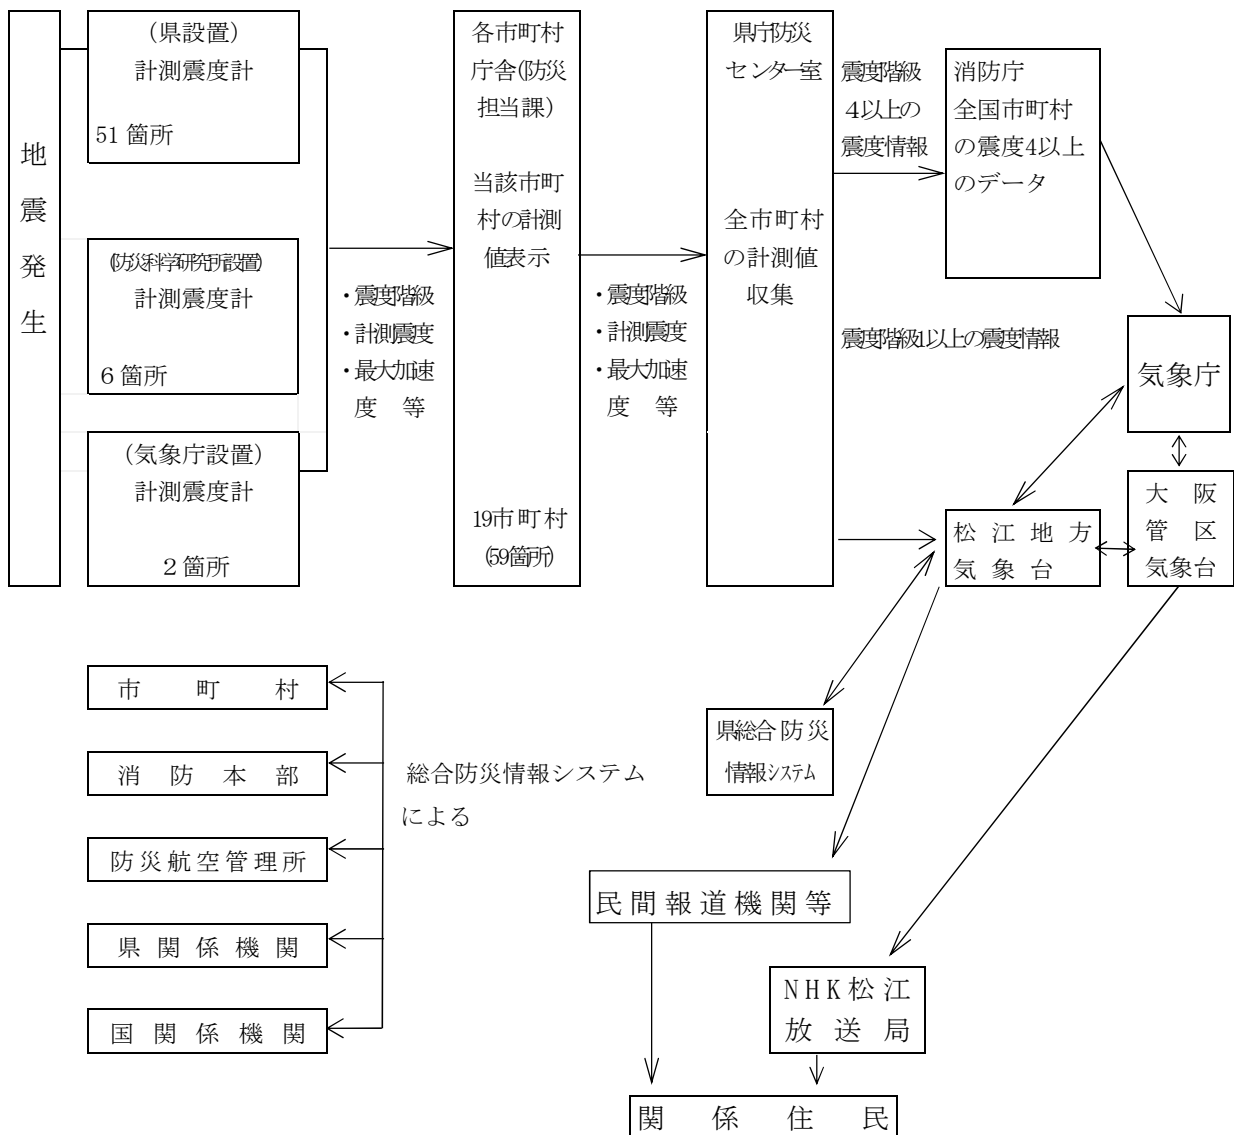 地震発生
(県設置)
計測震度計
51箇所
(防災科学研究所設置)
計測震度計
6箇所
(気象庁設置)
計測震度計
2箇所
・震度階級
・計測震度
・最大加速
度 等
各市町村
庁舎(防災
担当課)
当該市町
村の計測
値表示
19市町村
(59箇所)
・震度階級
・計測震度
・最大加速
度 等
県庁防災
センター室
全市町村
の計測値
収集
震度階級
4以上の
震度情報
消防庁
全国市町村
の震度4以上
のデータ
震度階級1以上の震度情報
気象庁
松江地方
気象台
大阪
管区
気象台
県総合防災
情報システム
市町村
消防本部
防災航空管理所
県関係機関
国関係機関
総合防災情報システム
による
民間報道機関等
NHK松江
放送局
関係住民